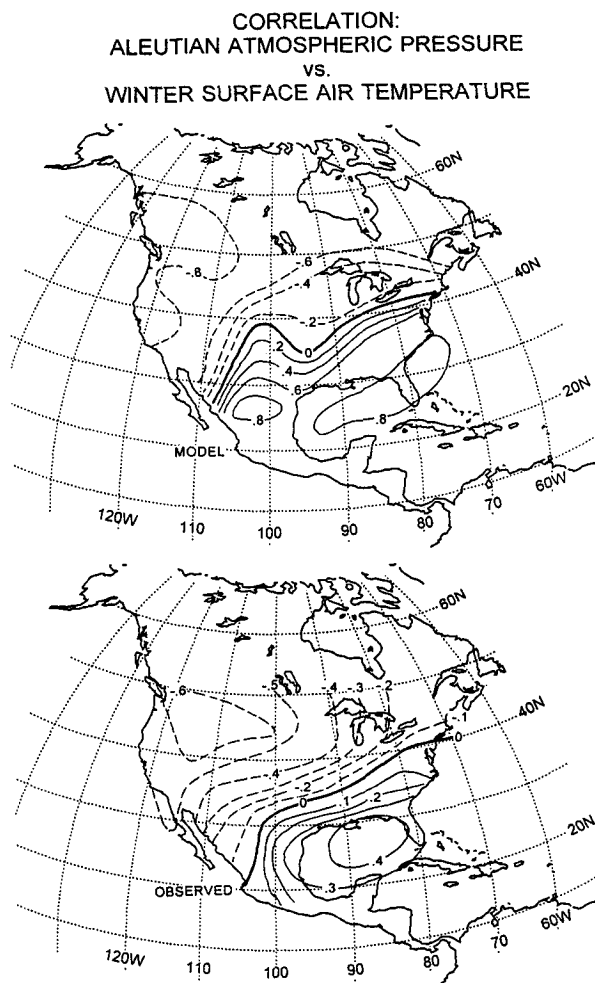 CORRELATION:
ALEUTIAN ATMOSPHERIC PRESSURE
vs.
WINTER SURFACE AIR TEMPERATURE
60N
-.6
.8
-.4
40N
-.2
.2
0
.4
.6
20N
.8
.8
MODEL
120W
110
100
90
80
70
60W
60N
-.6
-.5
-.4
-.3
-.2
-.1
0
40N
.4
.2
0
.1
.2
20N
.4
OBSERVED
.3
120W
110
100
90
80
70
60W